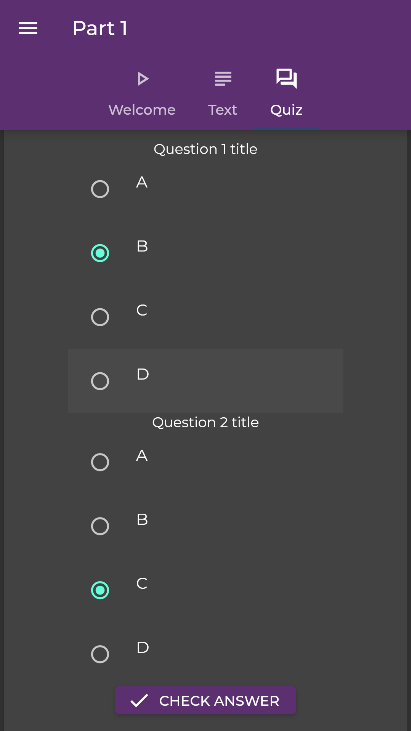 Part 1
Welcome Text Quiz
Question 1 title
A
B
C
D
Question 2 title
A
B
C
D
CHECK ANSWER